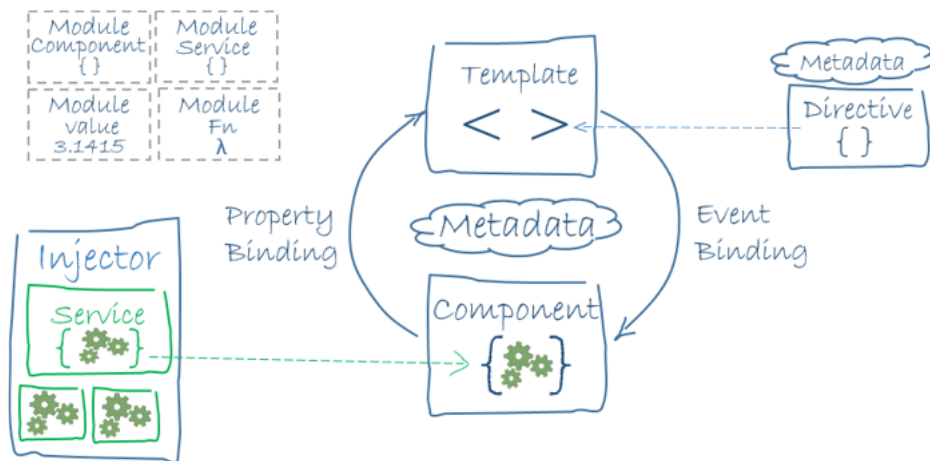 Module
Component
{ }
Module
Service
{ }
Module
value
3.1415
Module
Fn
λ
Template
< >
Metadata
Directive
{ }
Property
Binding
Metadata
Event
Binding
Injector
Service
{ }
Component
{ }